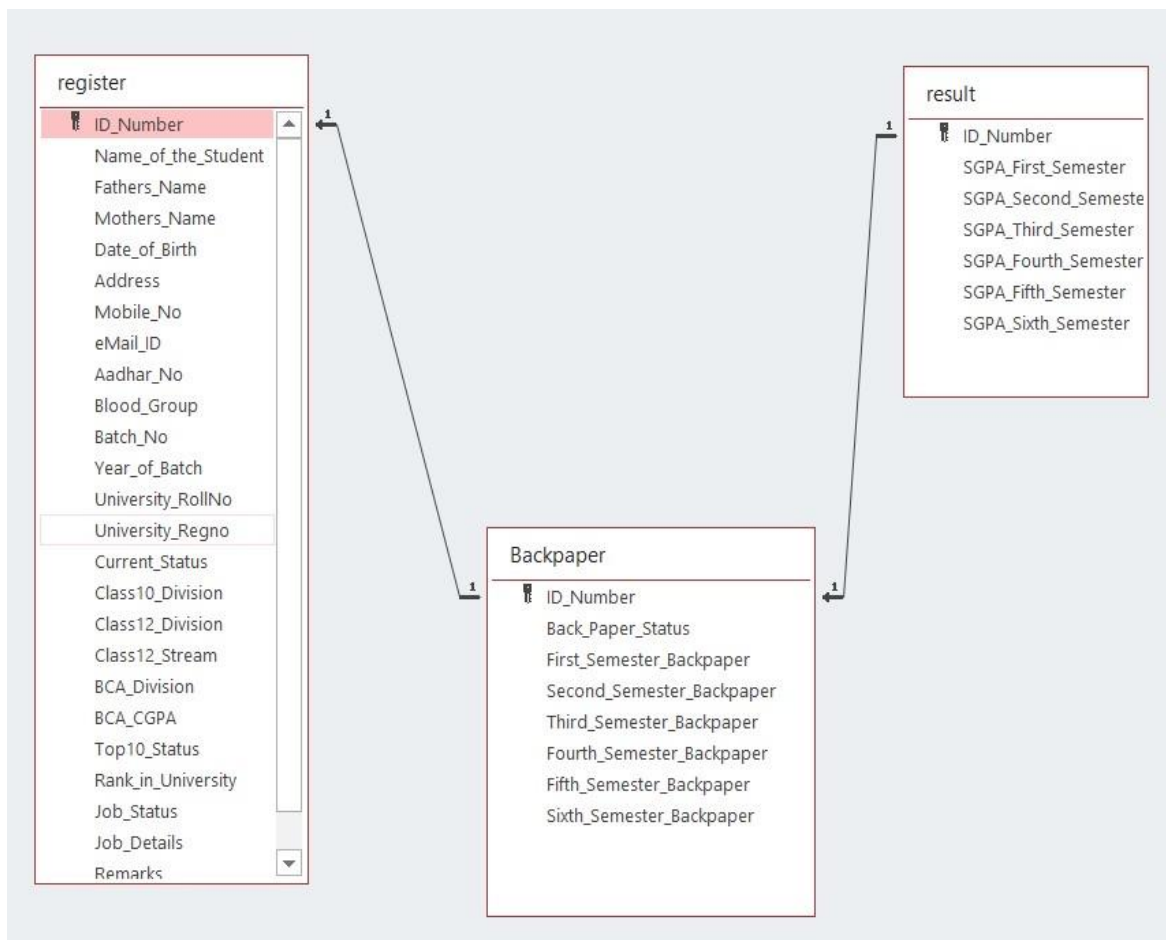 register
ID_Number
Name_of_the_Student
Fathers_Name
Mothers_Name
Date_of_Birth
Address
Mobile_No
eMail_ID
Aadhar_No
Blood_Group
Batch_No
Year_of_Batch
University_RollNo
University_Regno
Current_Status
Class10_Division
Class12_Division
Class12_Stream
BCA_Division
BCA_CGPA
Top10_Status
Rank_in_University
Job_Status
Job_Details
Remarks
1
1
Backpaper
ID_Number
Back_Paper_Status
First_Semester_Backpaper
Second_Semester_Backpaper
Third_Semester_Backpaper
Fourth_Semester_Backpaper
Fifth_Semester_Backpaper
Sixth_Semester_Backpaper
1
1
result
ID_Number
SGPA_First_Semester
SGPA_Second_Semeste
SGPA_Third_Semester
SGPA_Fourth_Semester
SGPA_Fifth_Semester
SGPA_Sixth_Semester